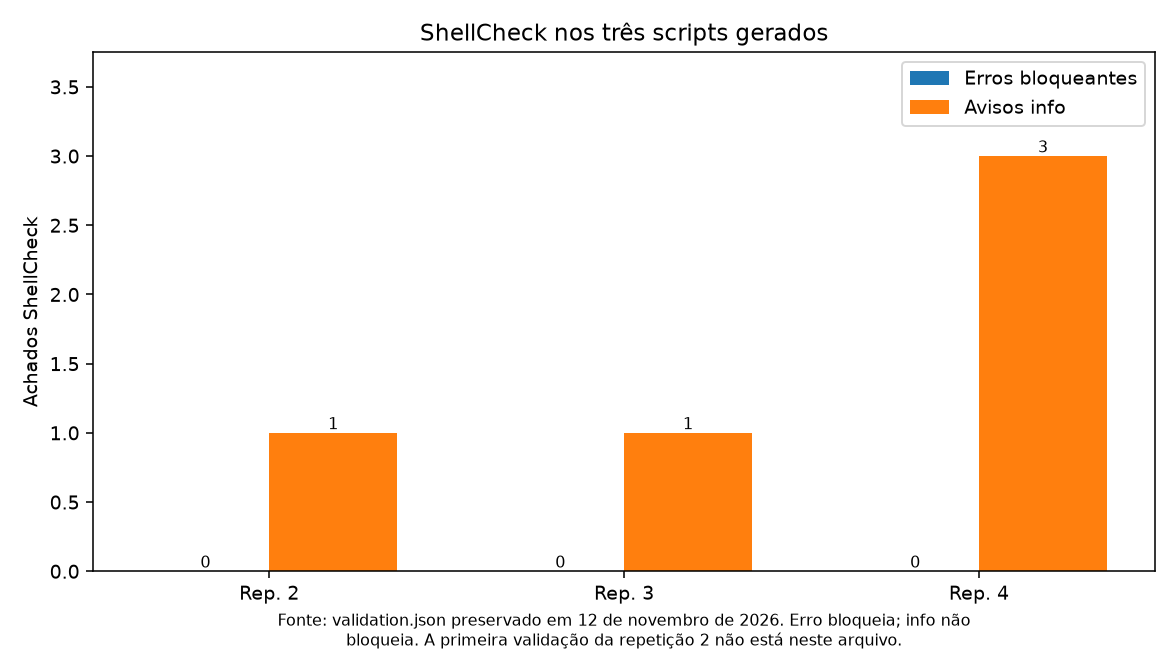 ShellCheck nos três scripts gerados
Erros bloqueantes
Avisos info
Achados ShellCheck
3.5
3.0
2.5
2.0
1.5
1.0
0.5
0.0
0
1
0
1
0
3
Rep. 2
Rep. 3
Rep. 4
Fonte: validation.json preservado em 12 de novembro de 2026. Erro bloqueia; info não
bloqueia. A primeira validação da repetição 2 não está neste arquivo.